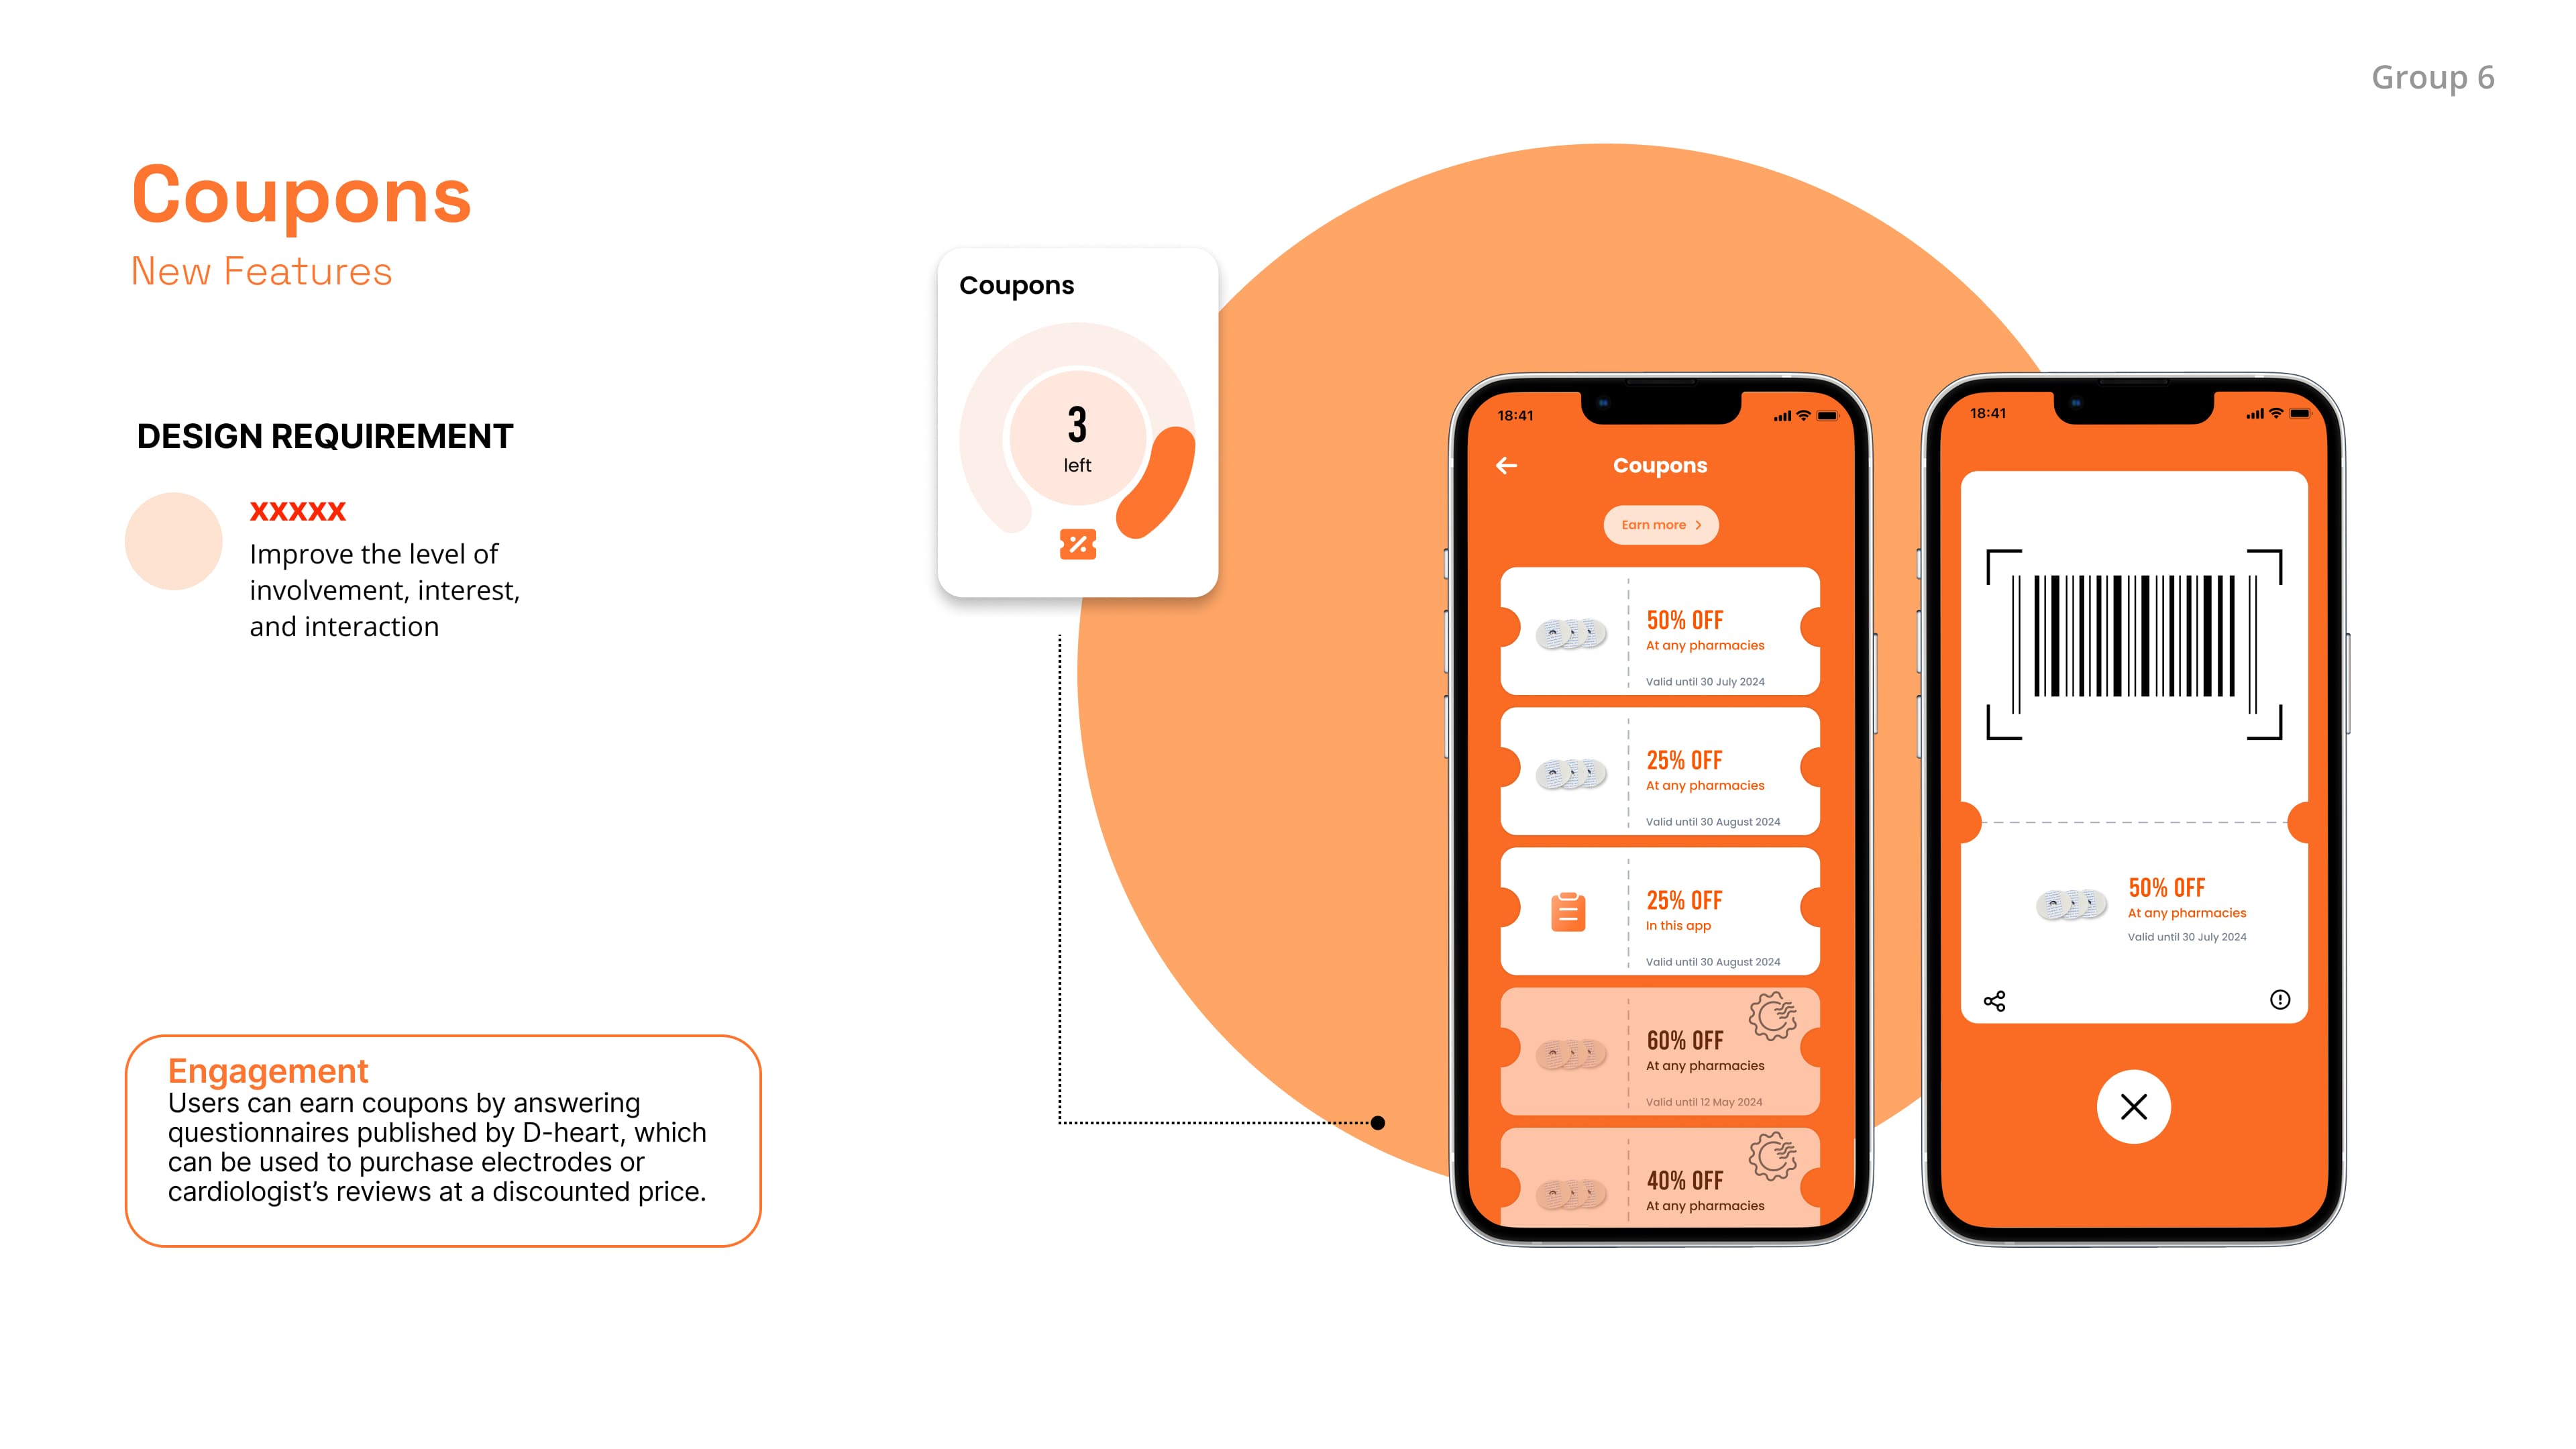 Group 6
Coupons
New Features
DESIGN REQUIREMENT
xxxxx
Improve the level of
involvement, interest,
and interaction
Engagement
Users can earn coupons by answering
questionnaires published by D-heart, which
can be used to purchase electrodes or
cardiologist’s reviews at a discounted price.
Coupons
3
left
18:41
Coupons
Earn more
50% OFF
At any pharmacies
Valid until 30 July 2024
25% OFF
At any pharmacies
Valid until 30 August 2024
25% OFF
In this app
Valid until 30 August 2024
60% OFF
At any pharmacies
Valid until 12 May 2024
40% OFF
At any pharmacies
18:41
50% OFF
At any pharmacies
Valid until 30 July 2024